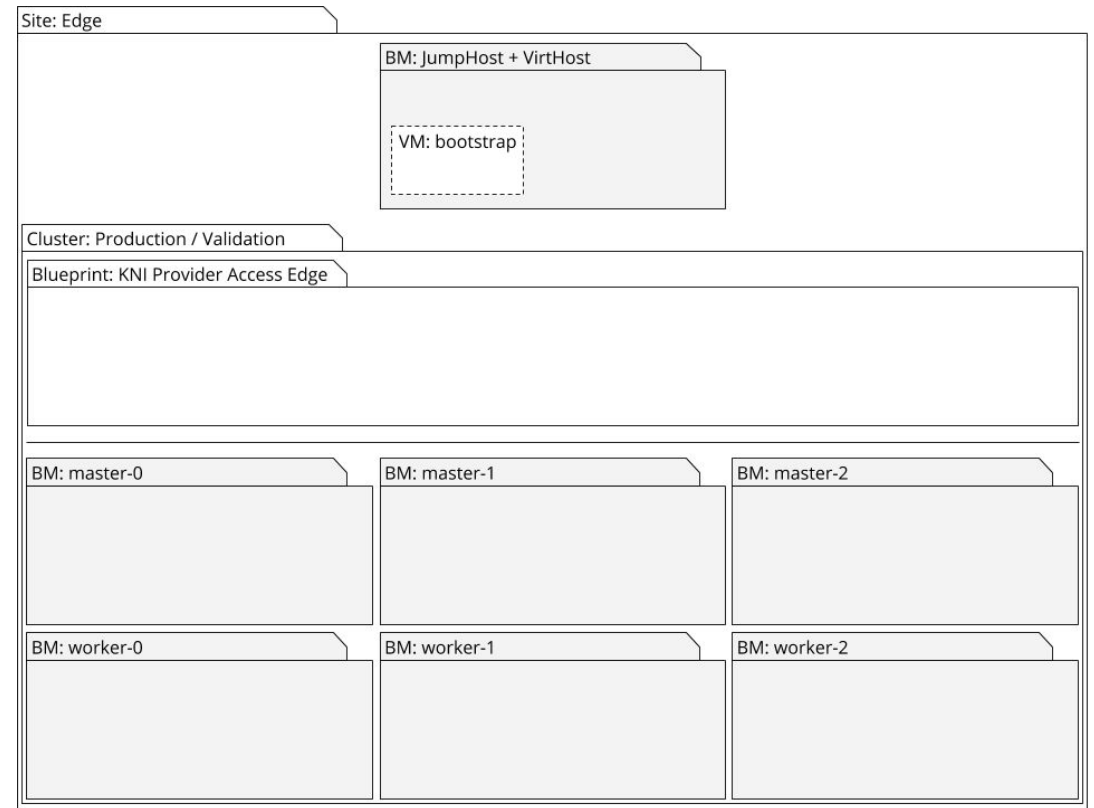 Site: Edge
BM: JumpHost + VirtHost
VM: bootstrap
Cluster: Production / Validation
Blueprint: KNI Provider Access Edge
BM: master-0
BM: master-1
BM: master-2
BM: worker-0
BM: worker-1
BM: worker-2